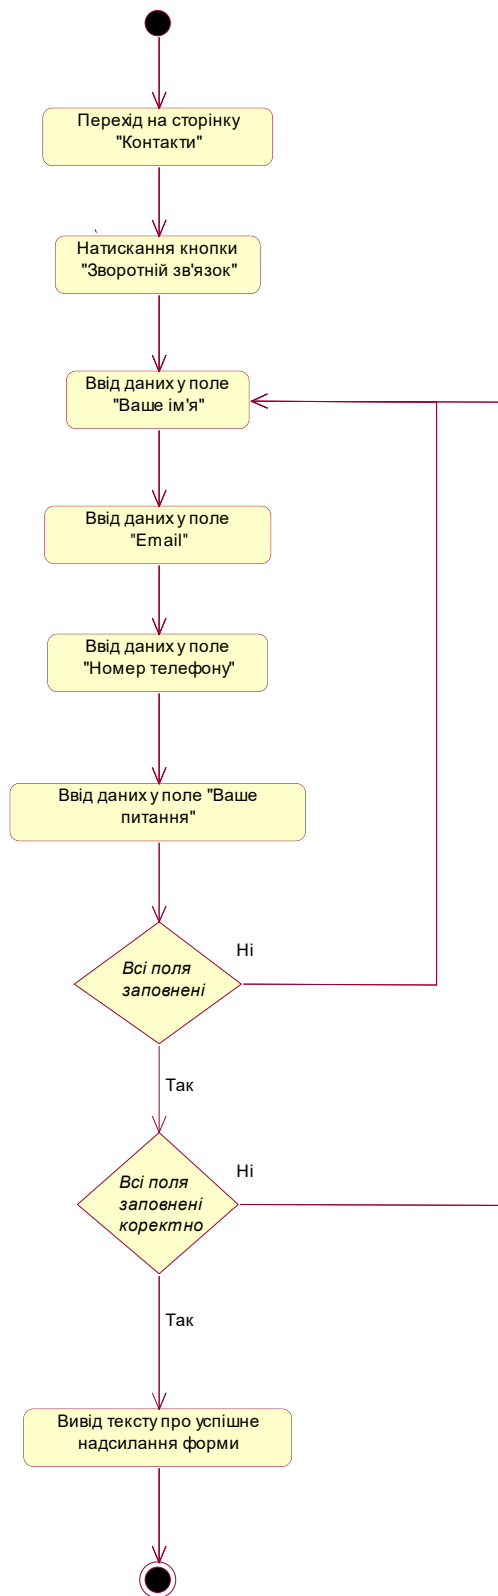 Перехід на сторінку
"Контакти"
Натискання кнопки
"Зворотній зв'язок"
Ввід даних у поле
"Ваше ім'я"
Ввід даних у поле
"Email"
Ввід даних у поле
"Номер телефону"
Ввід даних у поле "Ваше
питання"
Ні
Всі поля
заповнені
Так
Ні
Всі поля
заповнені
коректно
Так
Вивід тексту про успішне
надсилання форми